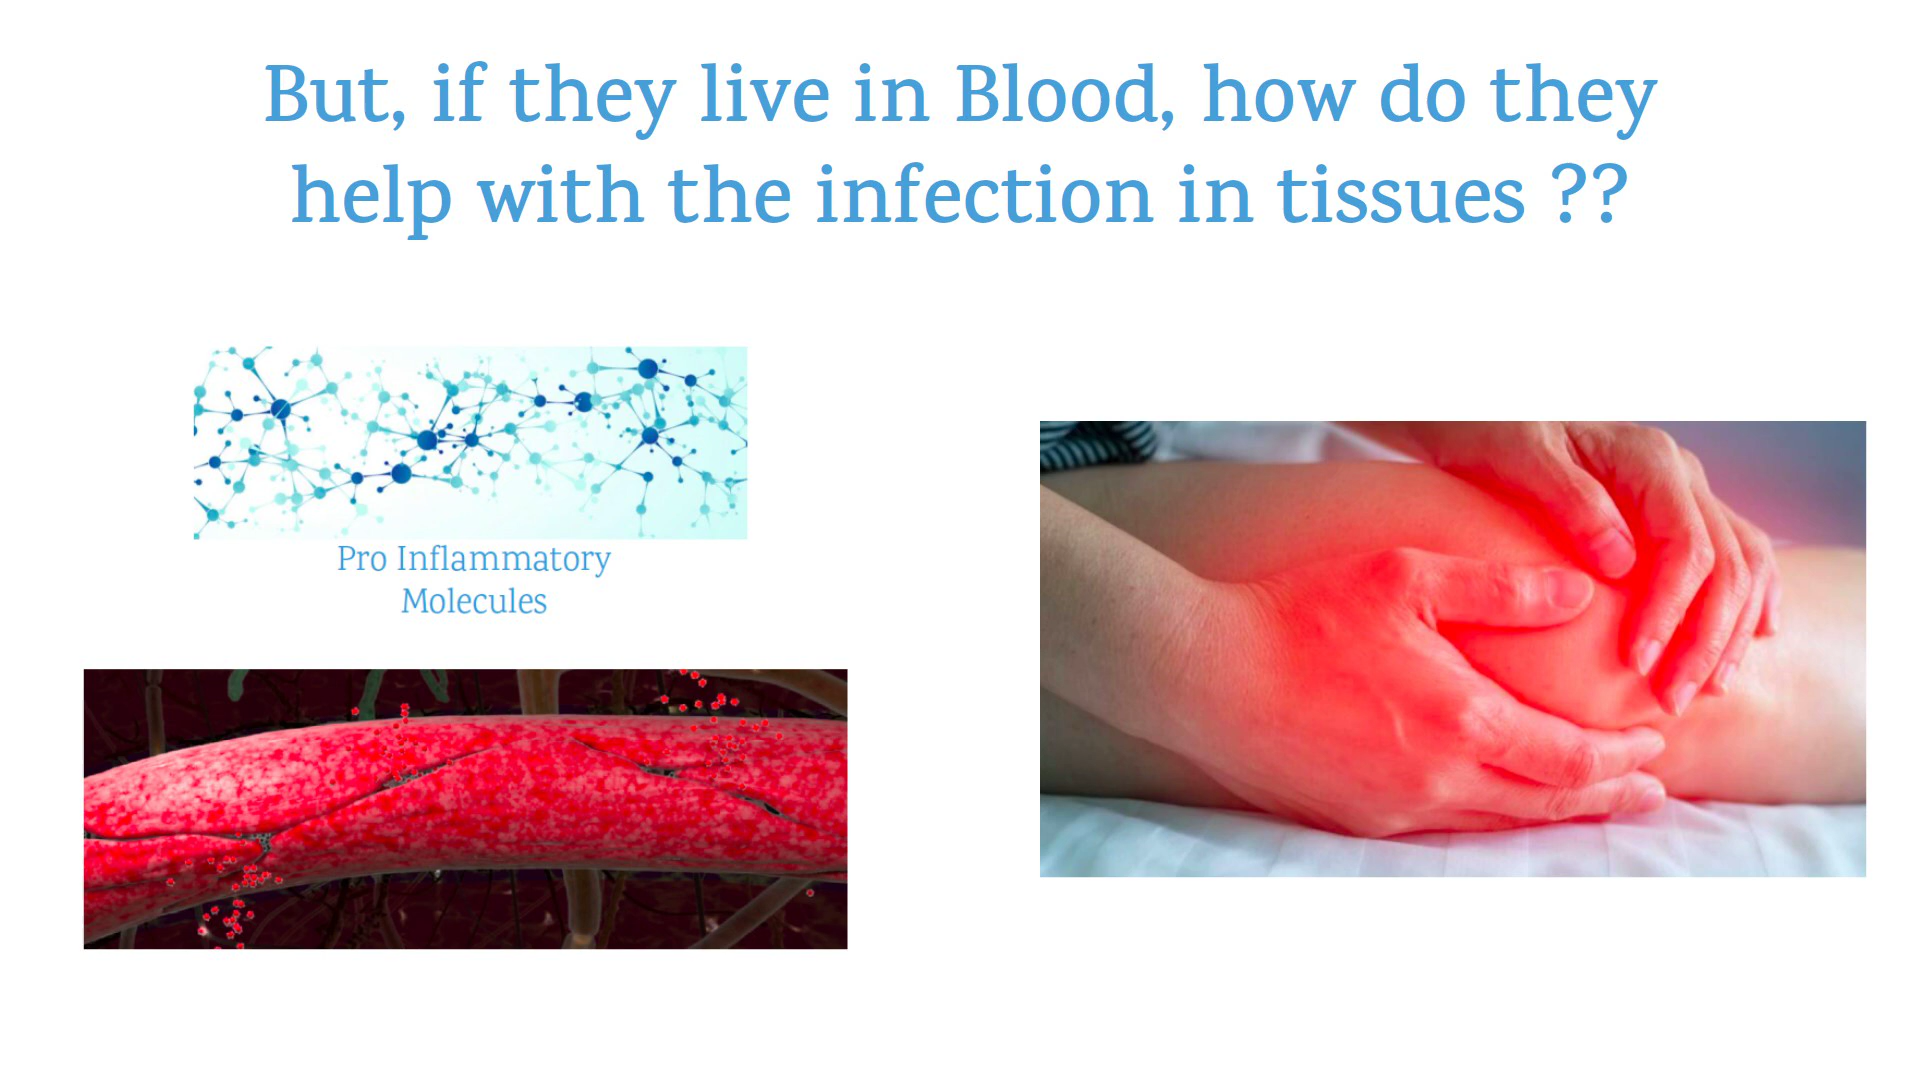 But, if they live in Blood, how do they
help with the infection in tissues ??
Pro Inflammatory
Molecules